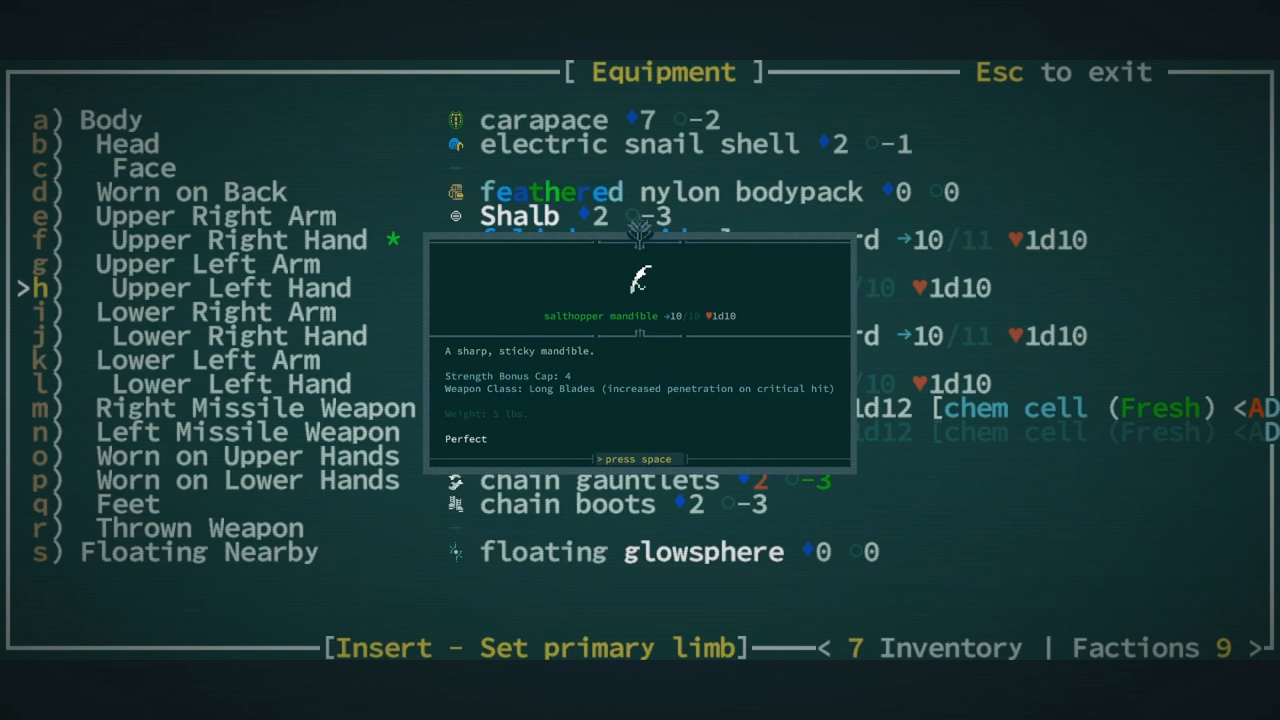 [ Equipment ] Esc to exit
a) Body carapace ♦7 ○-2
b) Head electric snail shell ♦2 ○-1
c) Face –
d) Worn on Back feathered nylon bodypack ♦0 ○0
e) Upper Right Arm Shalb ♦2 ○-3
f) Upper Right Hand * rd →10/11 ♥1d10
g) Upper Left Arm
>h) Upper Left Hand /10 ♥1d10
i) Lower Right Arm
j) Lower Right Hand rd →10/11 ♥1d10
k) Lower Left Arm
l) Lower Left Hand /10 ♥1d10
m) Right Missile Weapon 1d12 [chem cell (Fresh) <AD
n) Left Missile Weapon 1d12 [chem cell (Fresh) <AD
o) Worn on Upper Hands
p) Worn on Lower Hands chain gauntlets ♦2 ○-3
q) Feet chain boots ♦2 ○-3
r) Thrown Weapon –
s) Floating Nearby floating glowsphere ♦0 ○0
salthopper mandible →10/10 ♥1d10
A sharp, sticky mandible.
Strength Bonus Cap: 4
Weapon Class: Long Blades (increased penetration on critical hit)
Weight: 5 lbs.
Perfect
>press space
[Insert - Set primary limb] < 7 Inventory | Factions 9 >